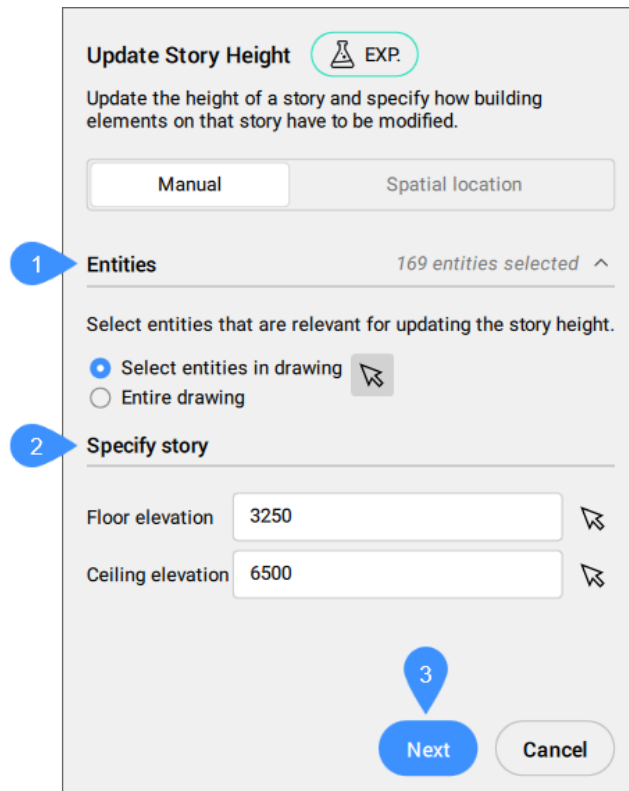 Update Story Height EXP.
Update the height of a story and specify how building
elements on that story have to be modified.
Manual Spatial location
1 Entities 169 entities selected
Select entities that are relevant for updating the story height.
Select entities in drawing
Entire drawing
2 Specify story
Floor elevation 3250
Ceiling elevation 6500
3
Next Cancel